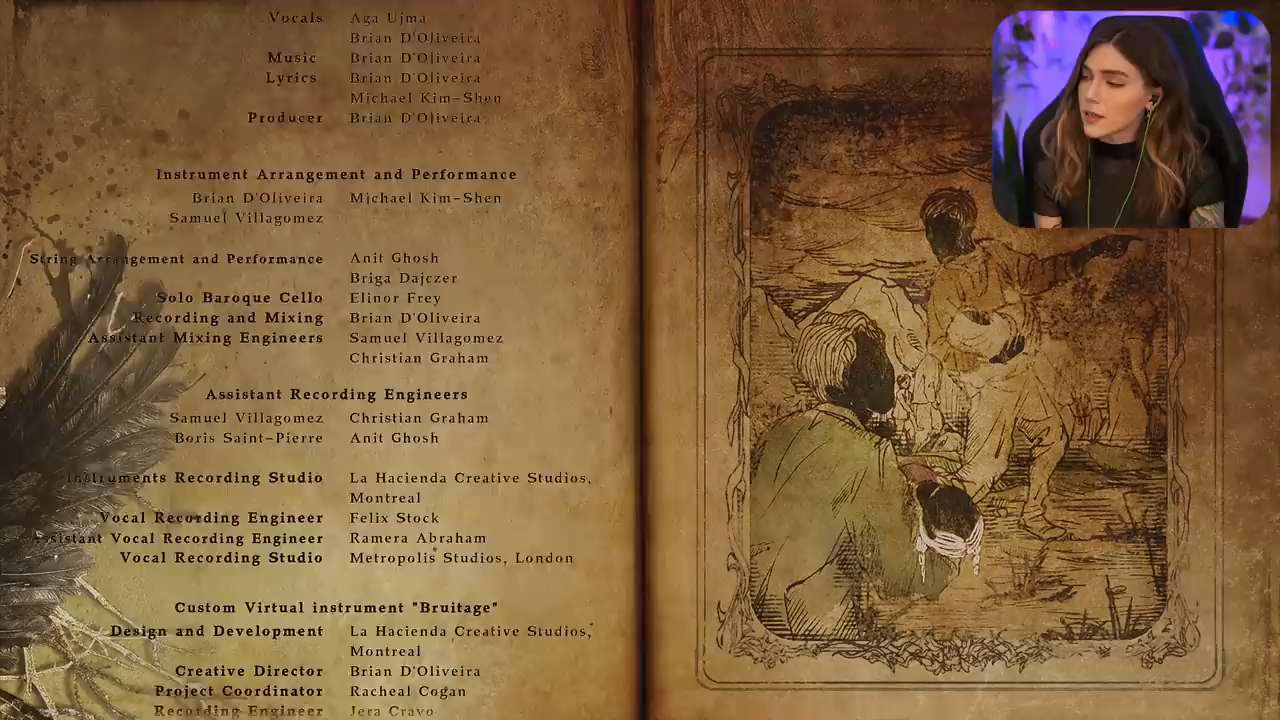 Vocals Aga Ujma
Brian D'Oliveira
Music Brian D'Oliveira
Lyrics Brian D'Oliveira
Michael Kim-Shen
Producer Brian D'Oliveira
Instrument Arrangement and Performance
Brian D'Oliveira Michael Kim-Shen
Samuel Villagomez
String Arrangement and Performance Anit Ghosh
Briga Dajczer
Solo Baroque Cello Elinor Frey
Recording and Mixing Brian D'Oliveira
Assistant Mixing Engineers Samuel Villagomez
Christian Graham
Assistant Recording Engineers
Samuel Villagomez Christian Graham
Boris Saint-Pierre Anit Ghosh
Instruments Recording Studio La Hacienda Creative Studios,
Montreal
Vocal Recording Engineer Felix Stock
Assistant Vocal Recording Engineer Ramera Abraham
Vocal Recording Studio Metropolis Studios, London
Custom Virtual instrument "Bruitage"
Design and Development La Hacienda Creative Studios,
Montreal
Creative Director Brian D'Oliveira
Project Coordinator Racheal Cogan
Recording Engineer Jera Cravo